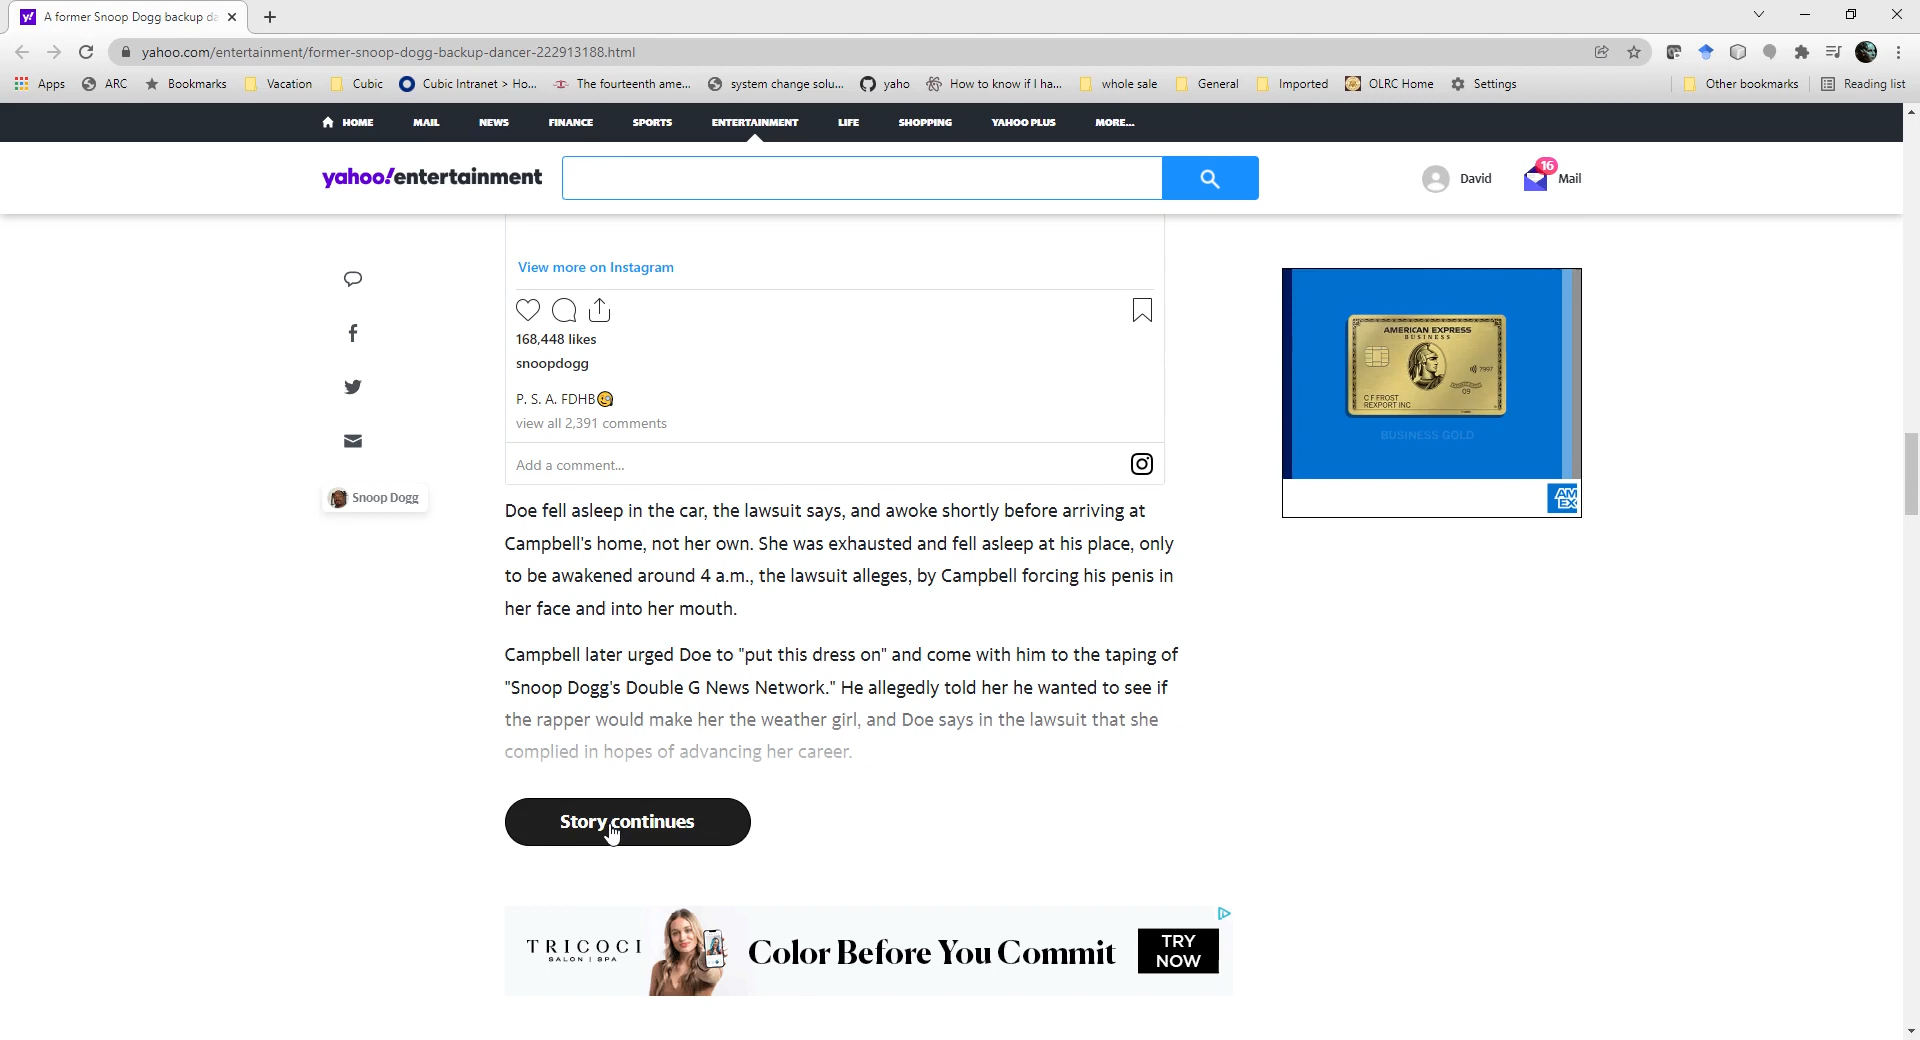 A former Snoop Dogg backup da
yahoo.com/entertainment/former-snoop-dogg-backup-dancer-222913188.html
Apps ARC Bookmarks Vacation Cubic Cubic Intranet > Ho... The fourteenth ame... system change solu... yaho How to know if I ha... whole sale General Imported OLRC Home Settings Other bookmarks Reading list
HOME MAIL NEWS FINANCE SPORTS ENTERTAINMENT LIFE SHOPPING YAHOO PLUS MORE...
yahoo!entertainment
David
16
Mail
View more on Instagram
168,448 likes
snoopdogg
P. S. A. FDHB🧐
view all 2,391 comments
Add a comment...
Snoop Dogg
AMERICAN EXPRESS
BUSINESS
7997
09
C F FROST
REXPORT INC
BUSINESS GOLD
AM
EX
Doe fell asleep in the car, the lawsuit says, and awoke shortly before arriving at
Campbell's home, not her own. She was exhausted and fell asleep at his place, only
to be awakened around 4 a.m., the lawsuit alleges, by Campbell forcing his penis in
her face and into her mouth.
Campbell later urged Doe to "put this dress on" and come with him to the taping of
"Snoop Dogg's Double G News Network." He allegedly told her he wanted to see if
the rapper would make her the weather girl, and Doe says in the lawsuit that she
complied in hopes of advancing her career.
Story continues
TRICOCI
SALON | SPA
Color Before You Commit
TRY
NOW